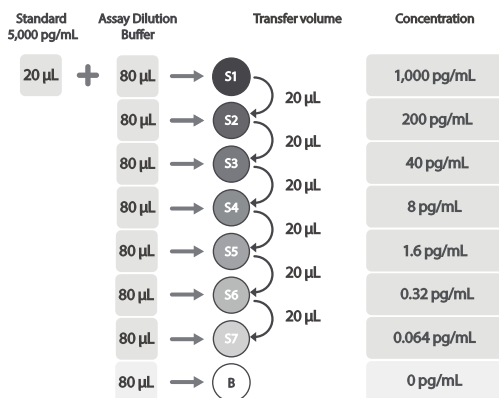 Standard
5,000 pg/mL
Assay Dilution
Buffer
Transfer volume
Concentration
20 µL + 80 µL S1 1,000 pg/mL
20 µL
80 µL S2 200 pg/mL
20 µL
80 µL S3 40 pg/mL
20 µL
80 µL S4 8 pg/mL
20 µL
80 µL S5 1.6 pg/mL
20 µL
80 µL S6 0.32 pg/mL
20 µL
80 µL S7 0.064 pg/mL
80 µL B 0 pg/mL